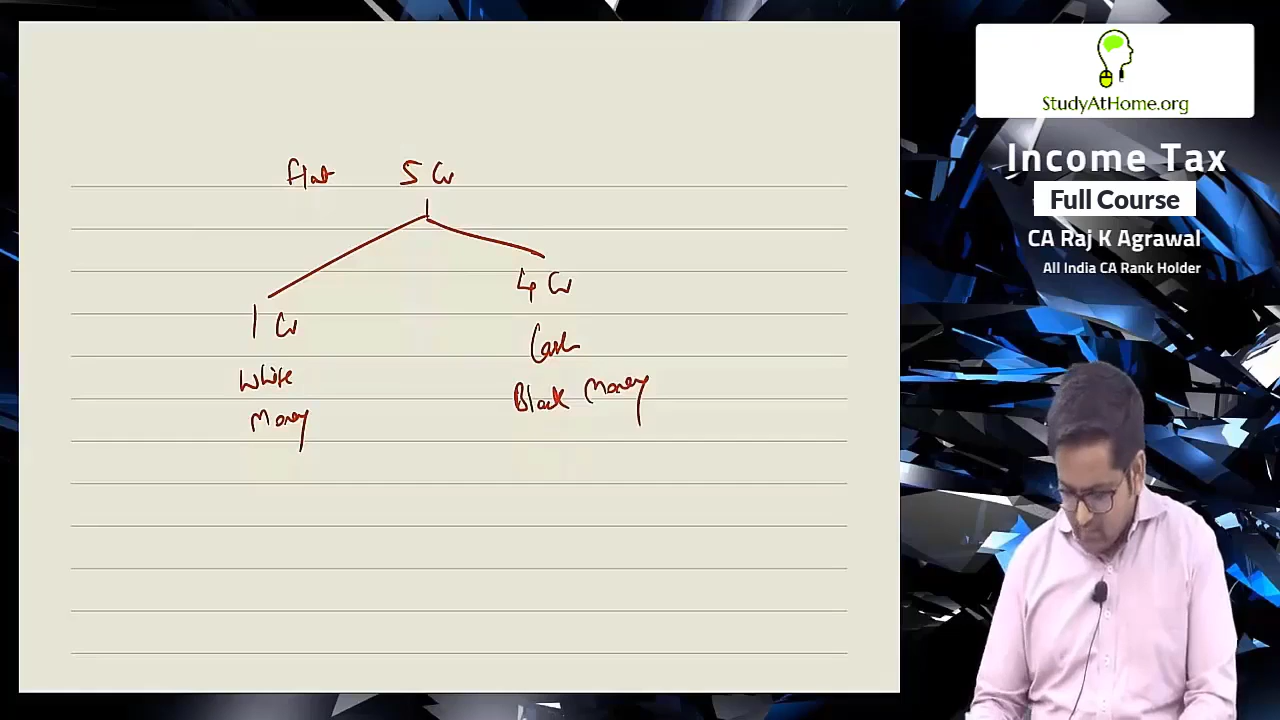 Flat 5 Cr
1 Cr
White
Money
4 Cr
Cash
Black Money
StudyAtHome.org
Income Tax
Full Course
CA Raj K Agrawal
All India CA Rank Holder